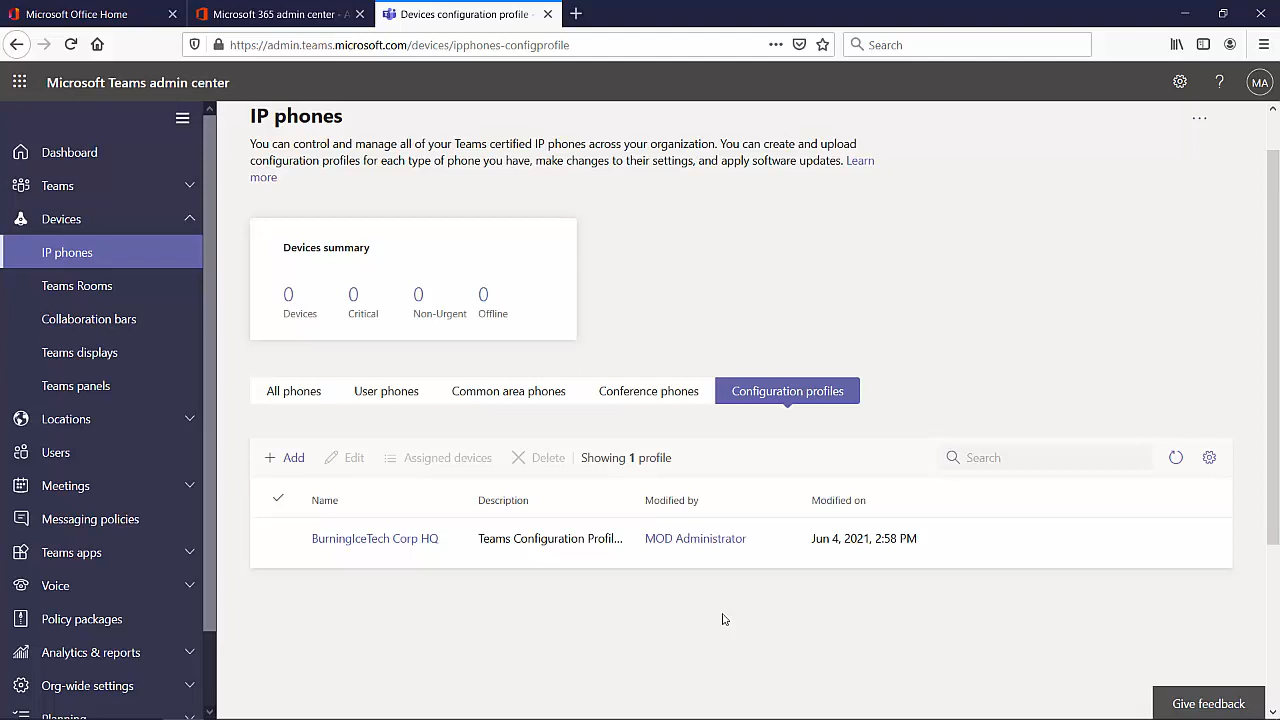 Microsoft Office Home
Microsoft 365 admin center - A
Devices configuration profile -
https://admin.teams.microsoft.com/devices/ipphones-configprofile
Search
Microsoft Teams admin center
MA
Dashboard
Teams
Devices
IP phones
Teams Rooms
Collaboration bars
Teams displays
Teams panels
Locations
Users
Meetings
Messaging policies
Teams apps
Voice
Policy packages
Analytics & reports
Org-wide settings
Planning
IP phones
You can control and manage all of your Teams certified IP phones across your organization. You can create and upload
configuration profiles for each type of phone you have, make changes to their settings, and apply software updates. Learn
more
Devices summary
0 0 0 0
Devices Critical Non-Urgent Offline
All phones User phones Common area phones Conference phones Configuration profiles
+ Add Edit Assigned devices Delete Showing 1 profile Search
Name Description Modified by Modified on
BurningIceTech Corp HQ Teams Configuration Profil... MOD Administrator Jun 4, 2021, 2:58 PM
Give feedback